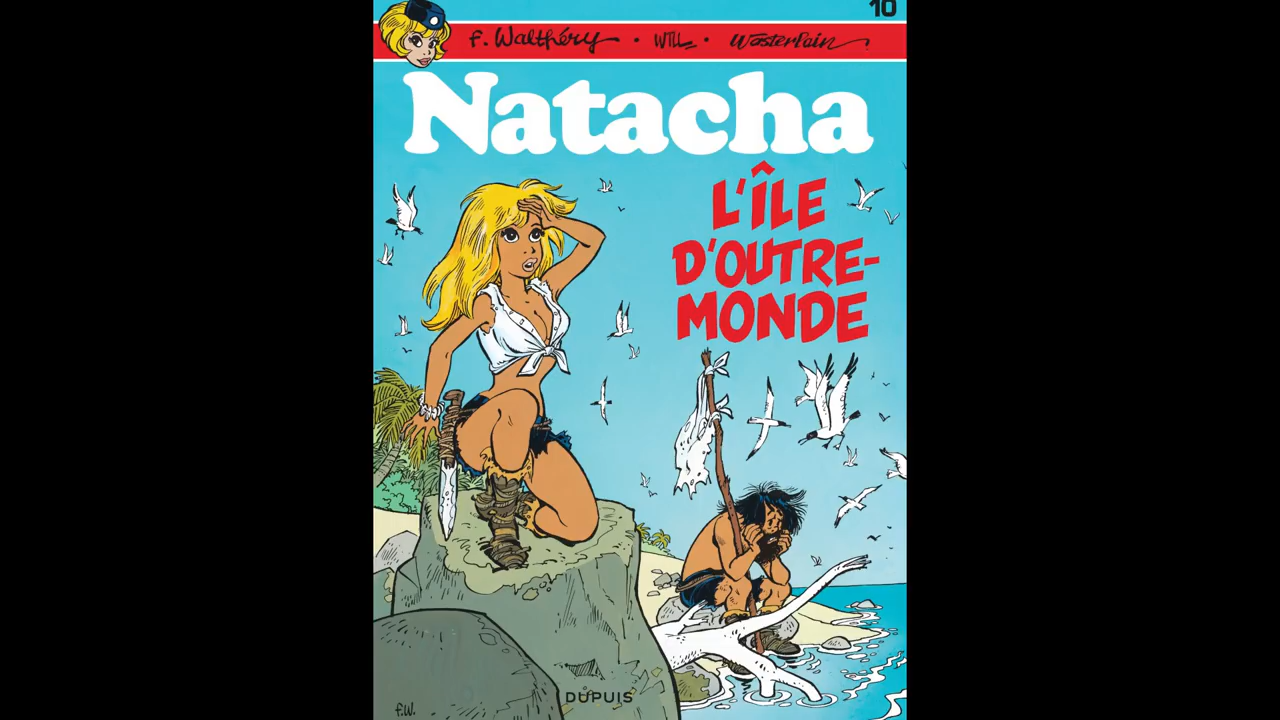 10
F. Walthéry · WILL · Wasterlain
Natacha
L'ÎLE
D'OUTRE-
MONDE
DUPUIS
F.W.